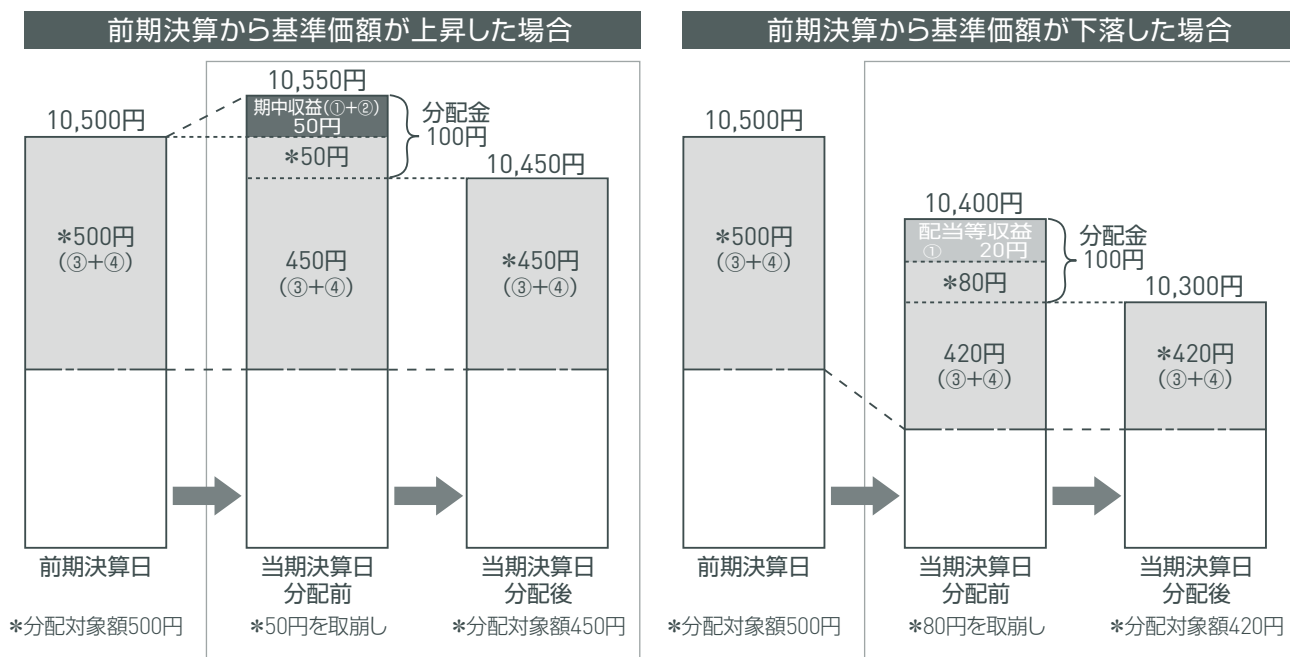 前期決算から基準価額が上昇した場合
10,500円
*500円
(③+④)
前期決算日
*分配対象額500円
10,550円
期中収益(①+②)
50円
*50円
450円
(③+④)
分配金
100円
当期決算日
分配前
*50円を取崩し
10,450円
*450円
(③+④)
当期決算日
分配後
*分配対象額450円
前期決算から基準価額が下落した場合
10,500円
*500円
(③+④)
前期決算日
*分配対象額500円
10,400円
配当等収益
① 20円
*80円
420円
(③+④)
分配金
100円
当期決算日
分配前
*80円を取崩し
10,300円
*420円
(③+④)
当期決算日
分配後
*分配対象額420円